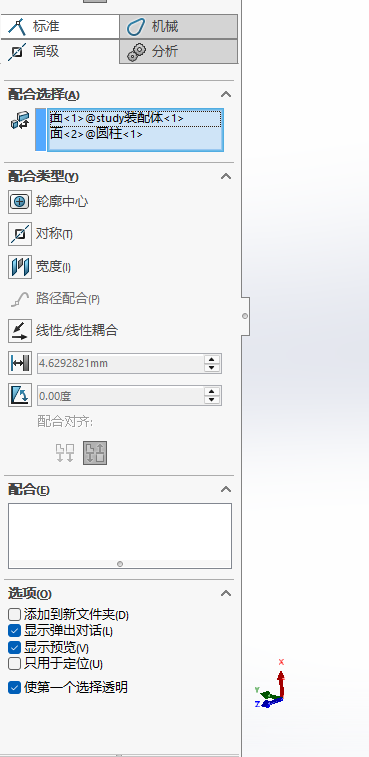 标准
机械
高级
分析
配合选择(A)
面<1>@study装配体<1>
面<2>@圆柱<1>
配合类型(Y)
轮廓中心
对称(T)
宽度(I)
路径配合(P)
线性/线性耦合
4.6292821mm
0.00度
配合对齐:
配合(E)
选项(O)
添加到新文件夹(D)
显示弹出对话(L)
显示预览(V)
只用于定位(U)
使第一个选择透明
X
Y
Z